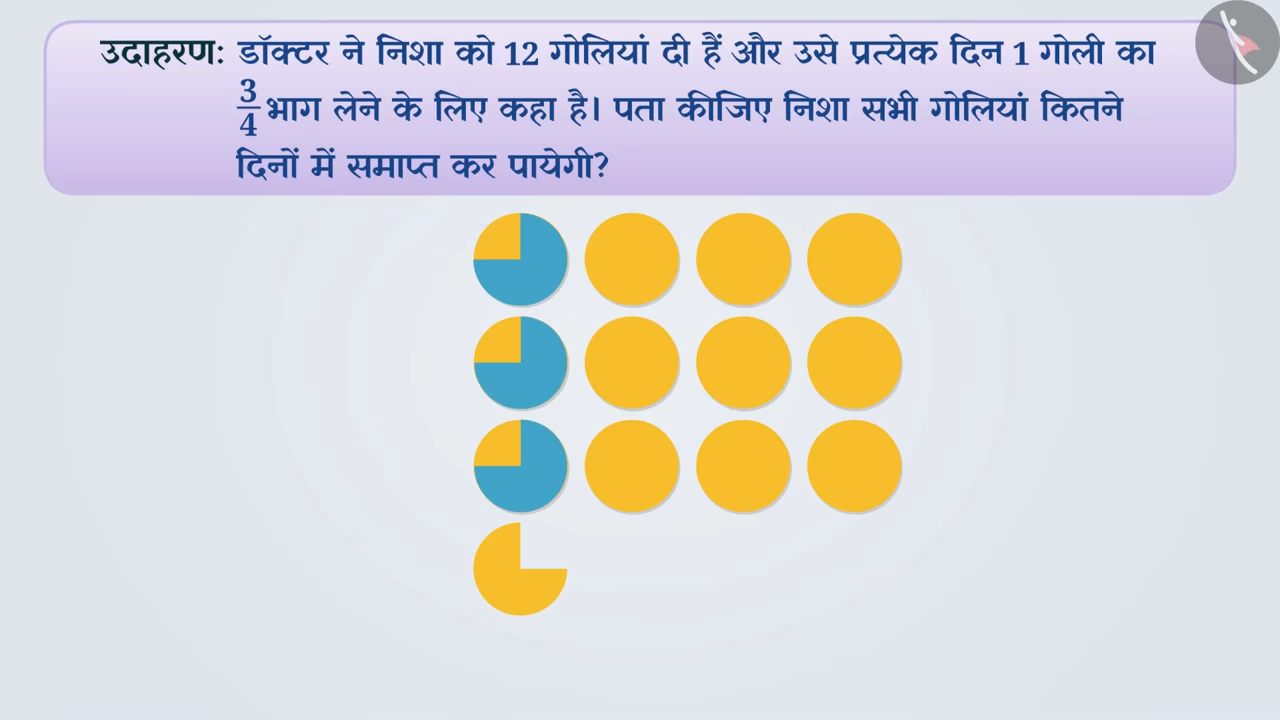 उदाहरण: डॉक्टर ने निशा को 12 गोलियां दी हैं और उसे प्रत्येक दिन 1 गोली का
3/4 भाग लेने के लिए कहा है। पता कीजिए निशा सभी गोलियां कितने
दिनों में समाप्त कर पायेगी?